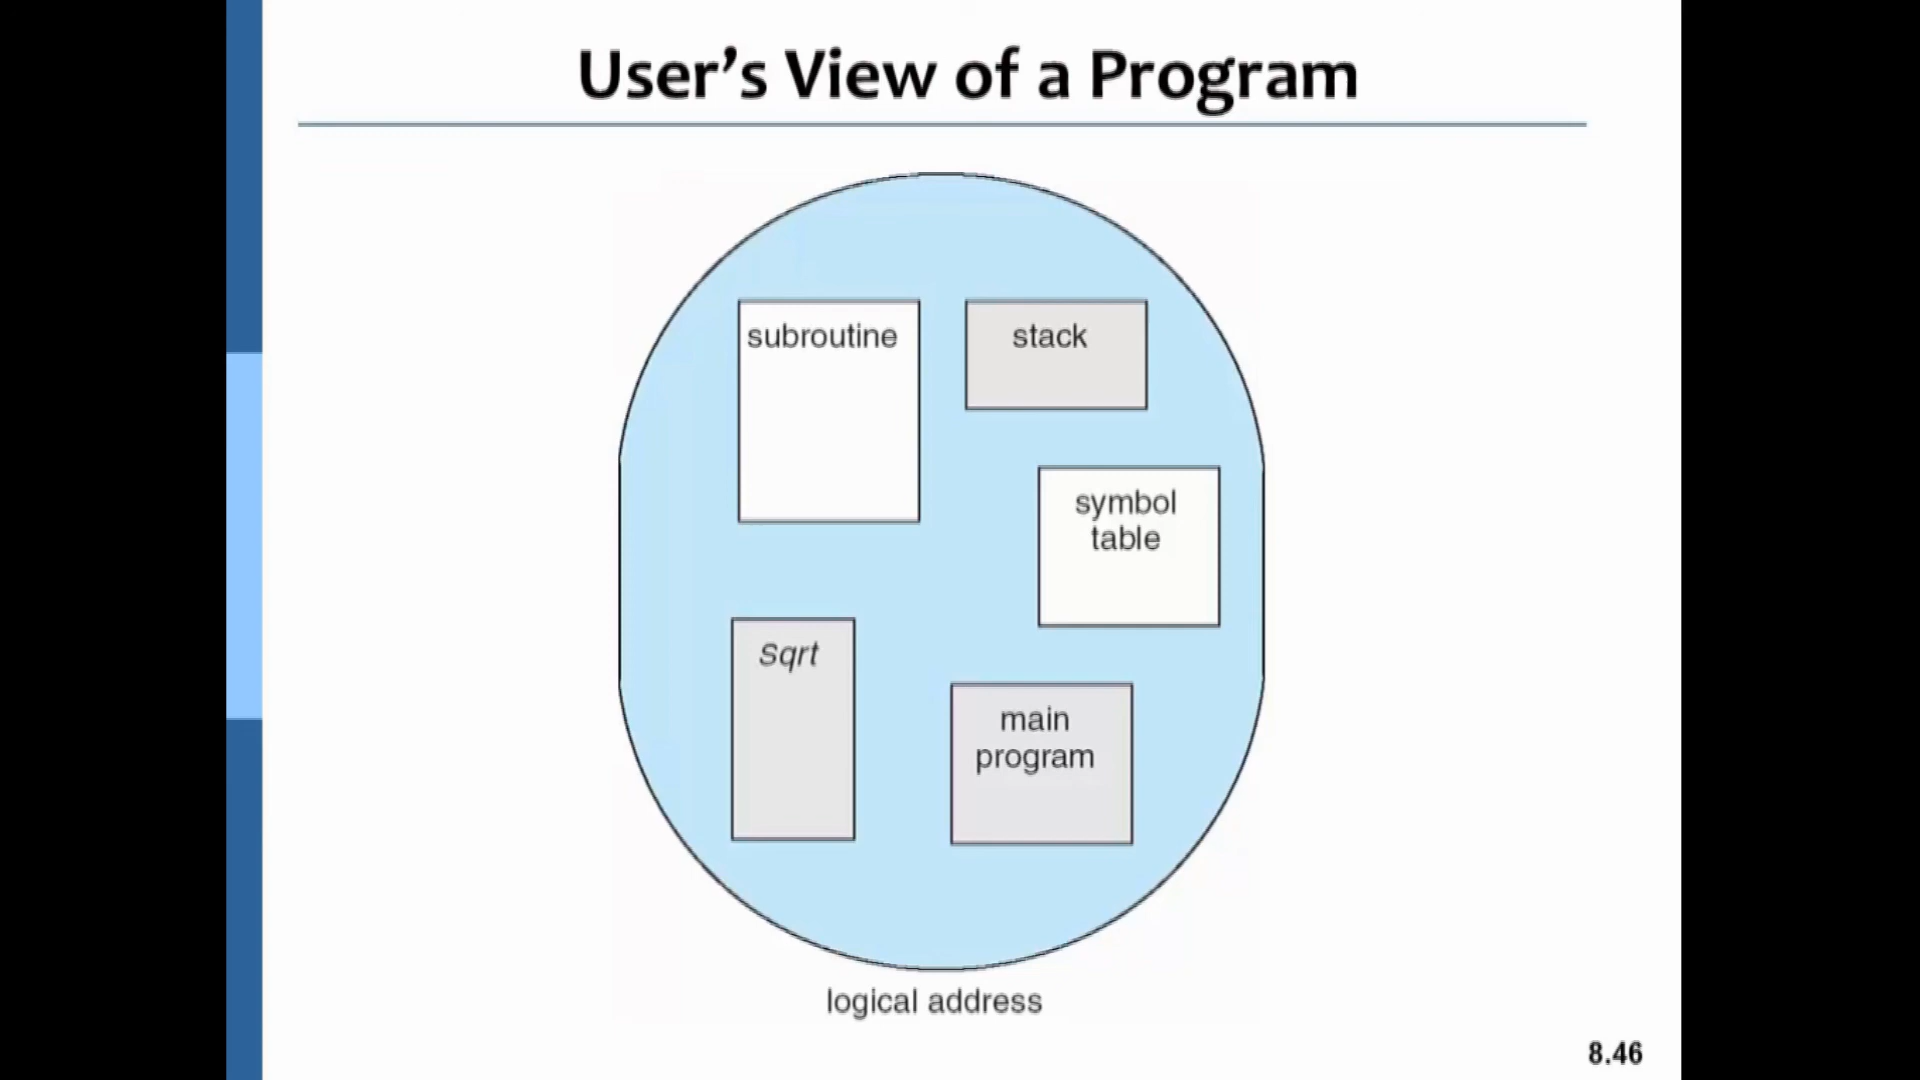 User’s View of a Program
subroutine
stack
symbol
table
Sqrt
main
program
logical address
8.46